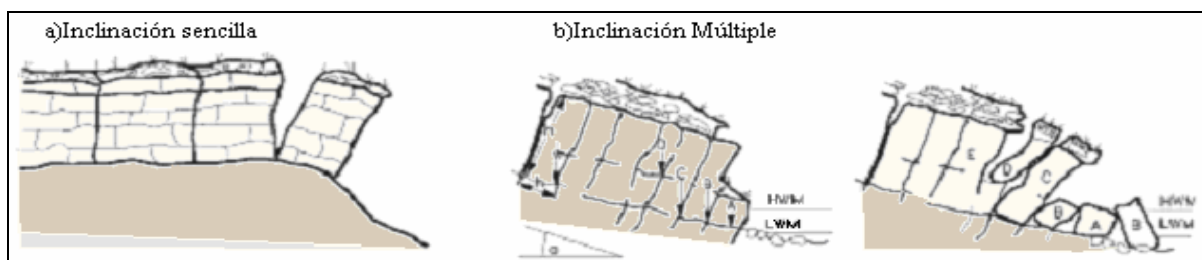 a)Inclinación sencilla
b)Inclinación Múltiple
D
C
B
A
HWM
LWM
E
D
C
B
A
B
HWM
LWM